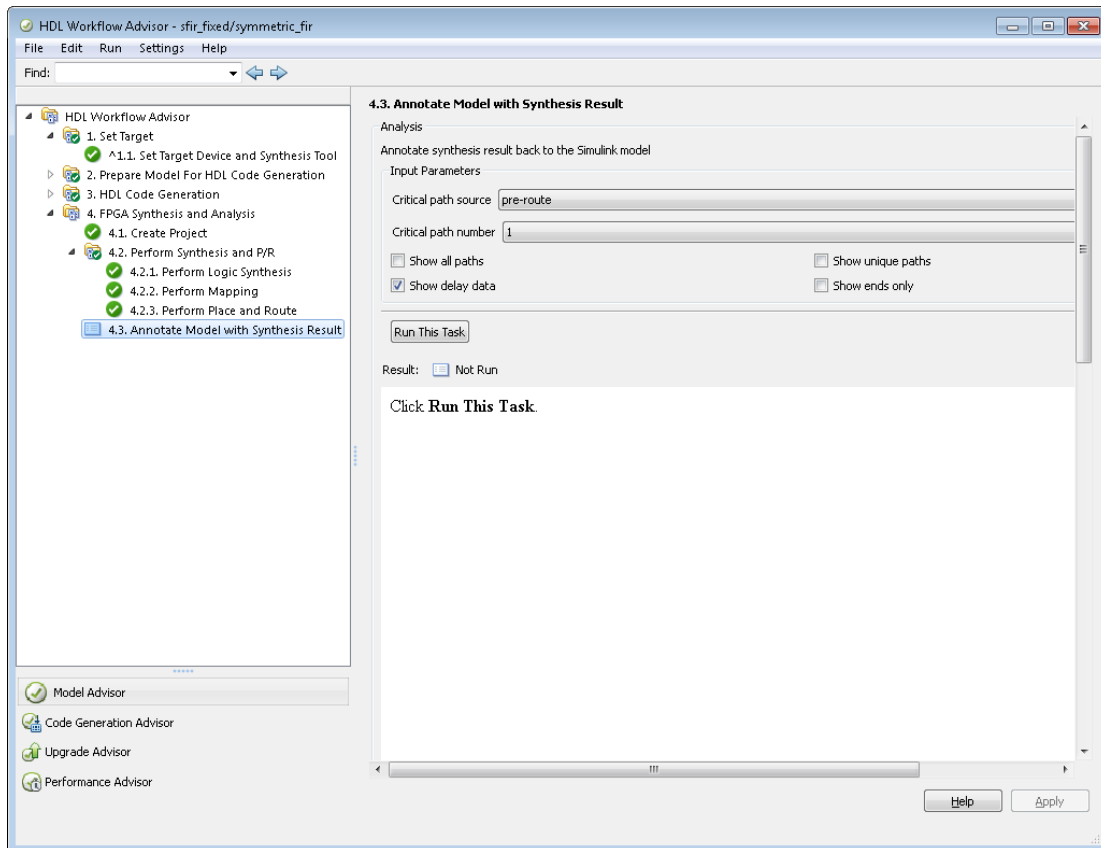 HDL Workflow Advisor - sfir_fixed/symmetric_fir
File Edit Run Settings Help
Find:
HDL Workflow Advisor
1. Set Target
^1.1. Set Target Device and Synthesis Tool
2. Prepare Model For HDL Code Generation
3. HDL Code Generation
4. FPGA Synthesis and Analysis
4.1. Create Project
4.2. Perform Synthesis and P/R
4.2.1. Perform Logic Synthesis
4.2.2. Perform Mapping
4.2.3. Perform Place and Route
4.3. Annotate Model with Synthesis Result
Model Advisor
Code Generation Advisor
Upgrade Advisor
Performance Advisor
4.3. Annotate Model with Synthesis Result
Analysis
Annotate synthesis result back to the Simulink model
Input Parameters
Critical path source pre-route
Critical path number 1
Show all paths Show unique paths
Show delay data Show ends only
Run This Task
Result: Not Run
Click Run This Task.
Help Apply